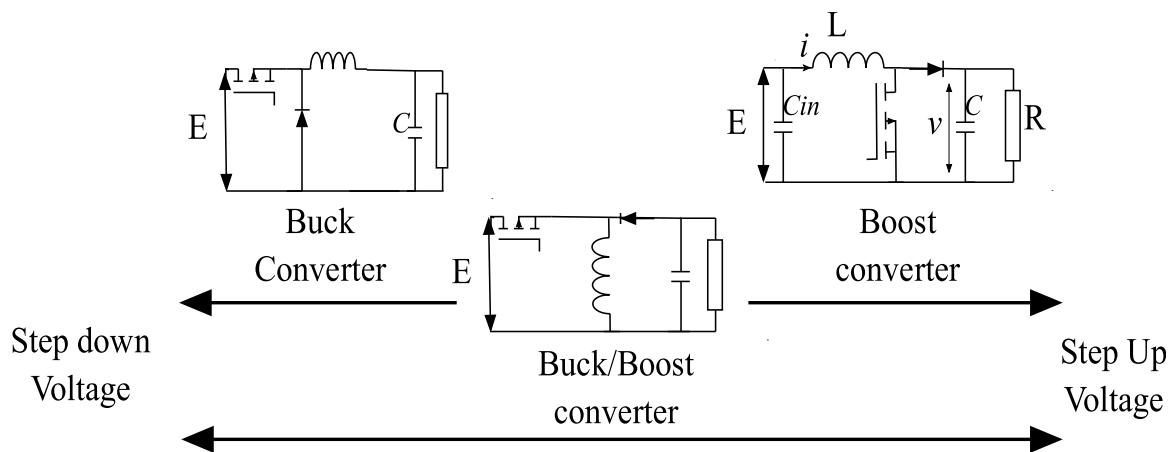 E
C
Buck
Converter
E
Buck/Boost
converter
L
i
E
Cin
v
C
R
Boost
converter
Step down
Voltage
Step Up
Voltage